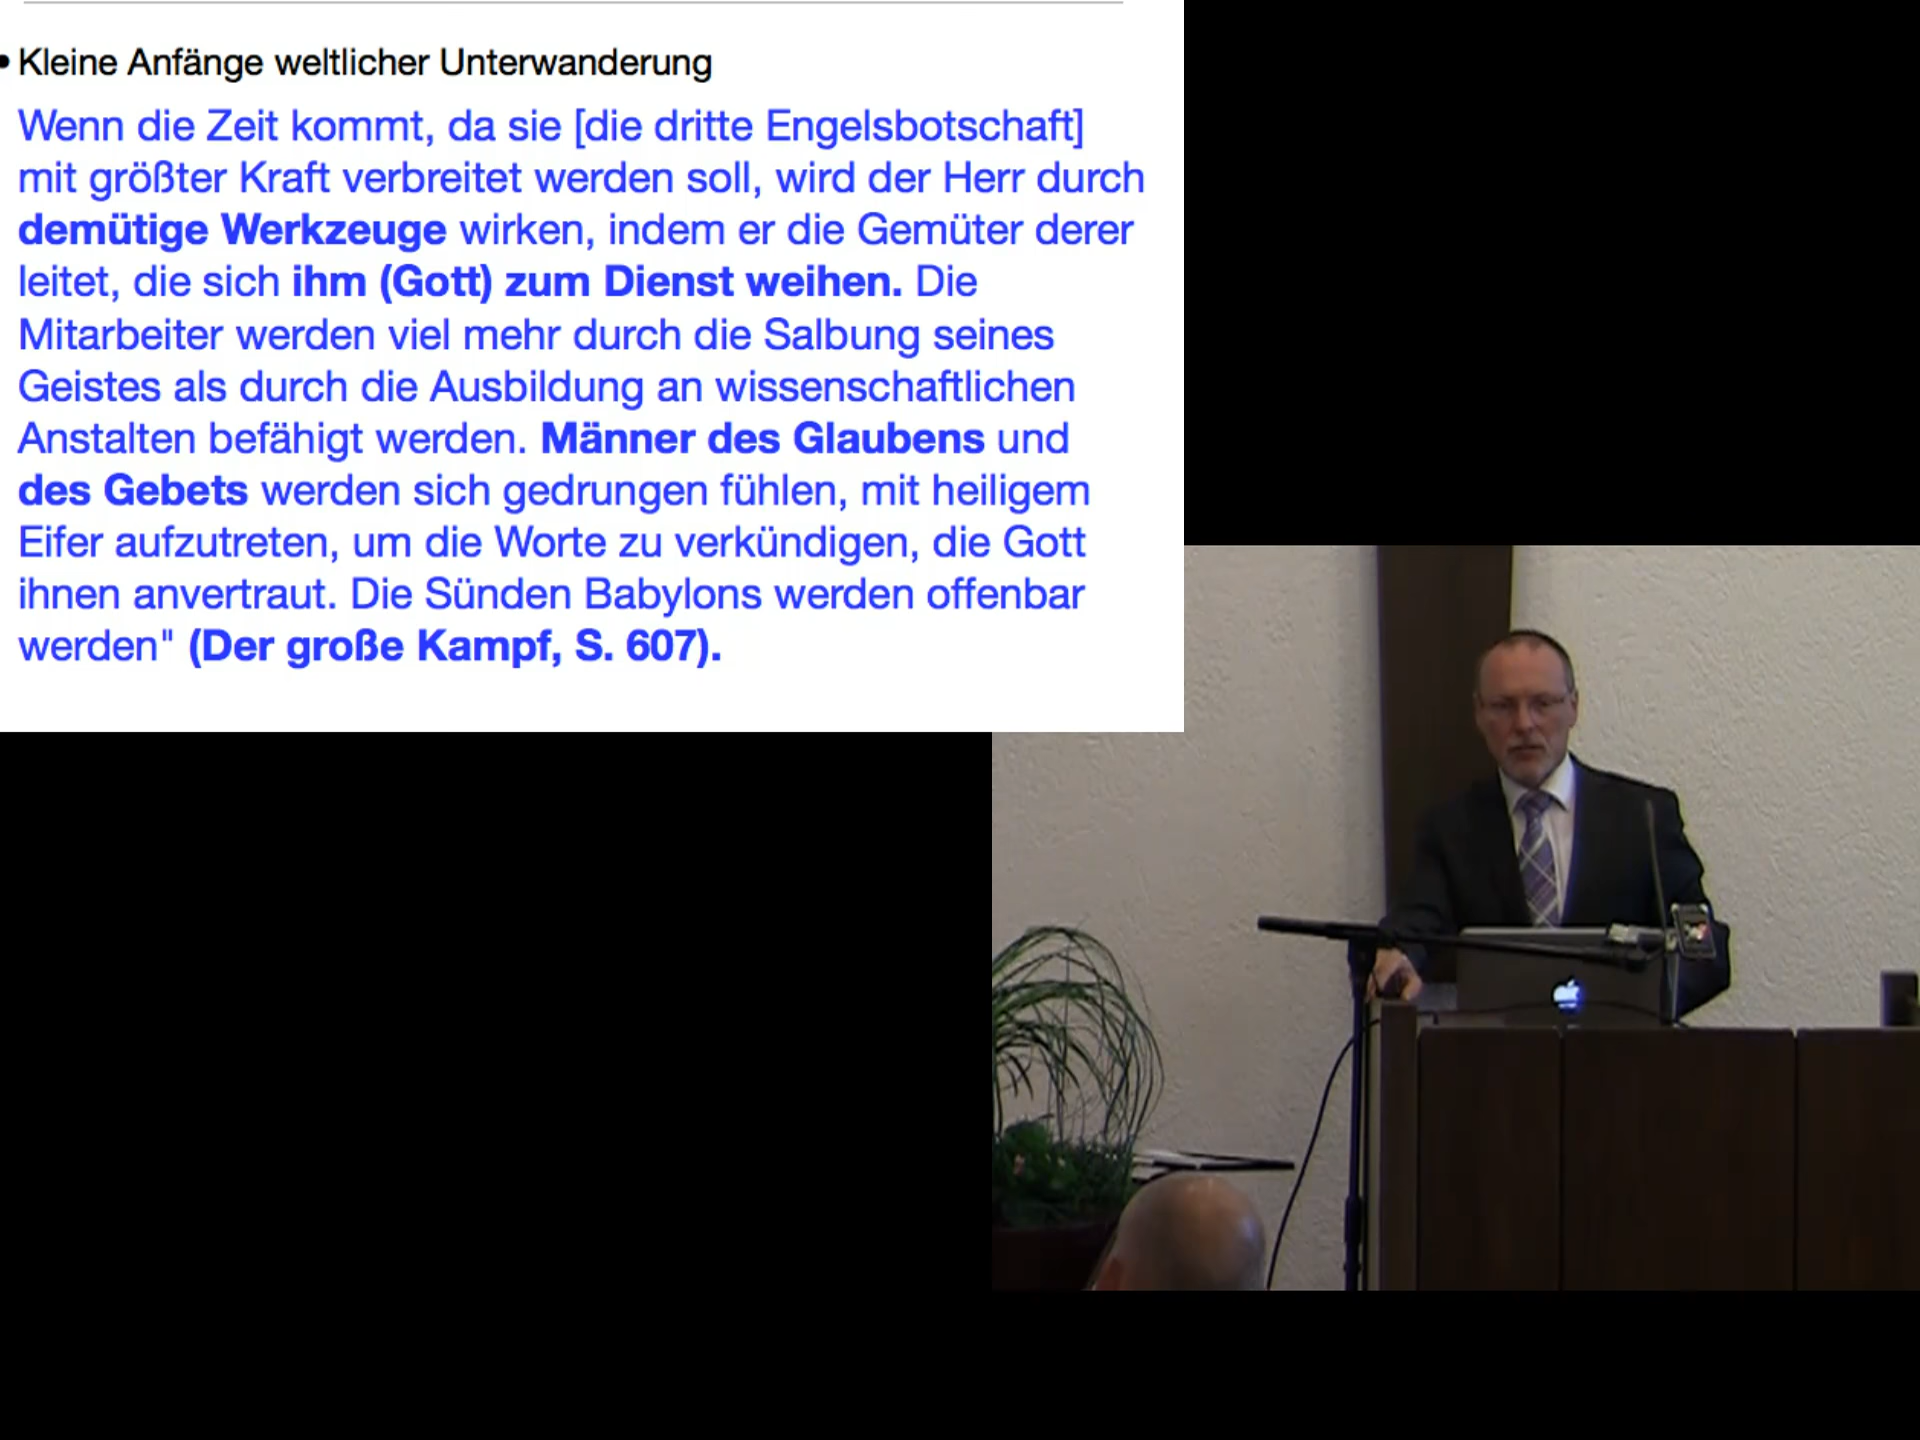 • Kleine Anfänge weltlicher Unterwanderung
Wenn die Zeit kommt, da sie [die dritte Engelsbotschaft]
mit größter Kraft verbreitet werden soll, wird der Herr durch
demütige Werkzeuge wirken, indem er die Gemüter derer
leitet, die sich ihm (Gott) zum Dienst weihen. Die
Mitarbeiter werden viel mehr durch die Salbung seines
Geistes als durch die Ausbildung an wissenschaftlichen
Anstalten befähigt werden. Männer des Glaubens und
des Gebets werden sich gedrungen fühlen, mit heiligem
Eifer aufzutreten, um die Worte zu verkündigen, die Gott
ihnen anvertraut. Die Sünden Babylons werden offenbar
werden" (Der große Kampf, S. 607).